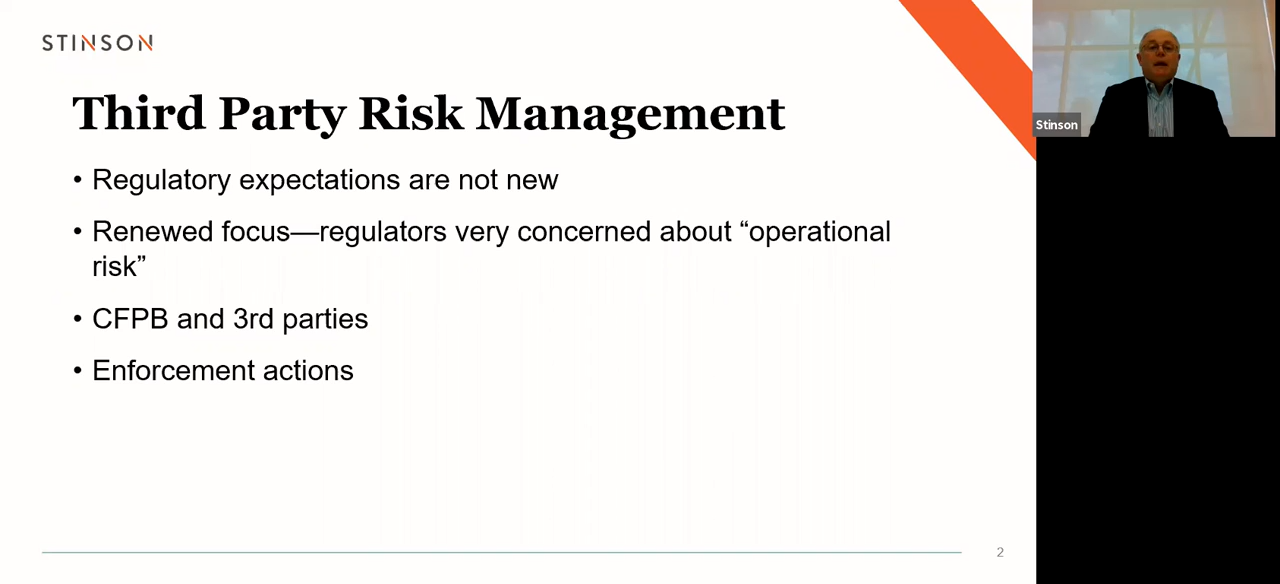 STINSON
Third Party Risk Management
• Regulatory expectations are not new
• Renewed focus—regulators very concerned about “operational
risk”
• CFPB and 3rd parties
• Enforcement actions
2
Stinson